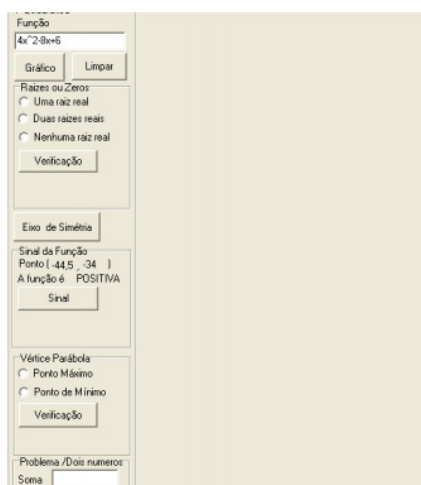 Função
4x^2-8x+6
Gráfico Limpar
Raizes ou Zeros
Uma raiz real
Duas raizes reais
Nenhuma raiz real
Verificação
Eixo de Simétria
Sinal da Função
Ponto ( -44,5 , -34 )
A função é POSITIVA
Sinal
Vértice Parábola
Ponto Máximo
Ponto de Mínimo
Verificação
Problema /Dois numeros
Soma